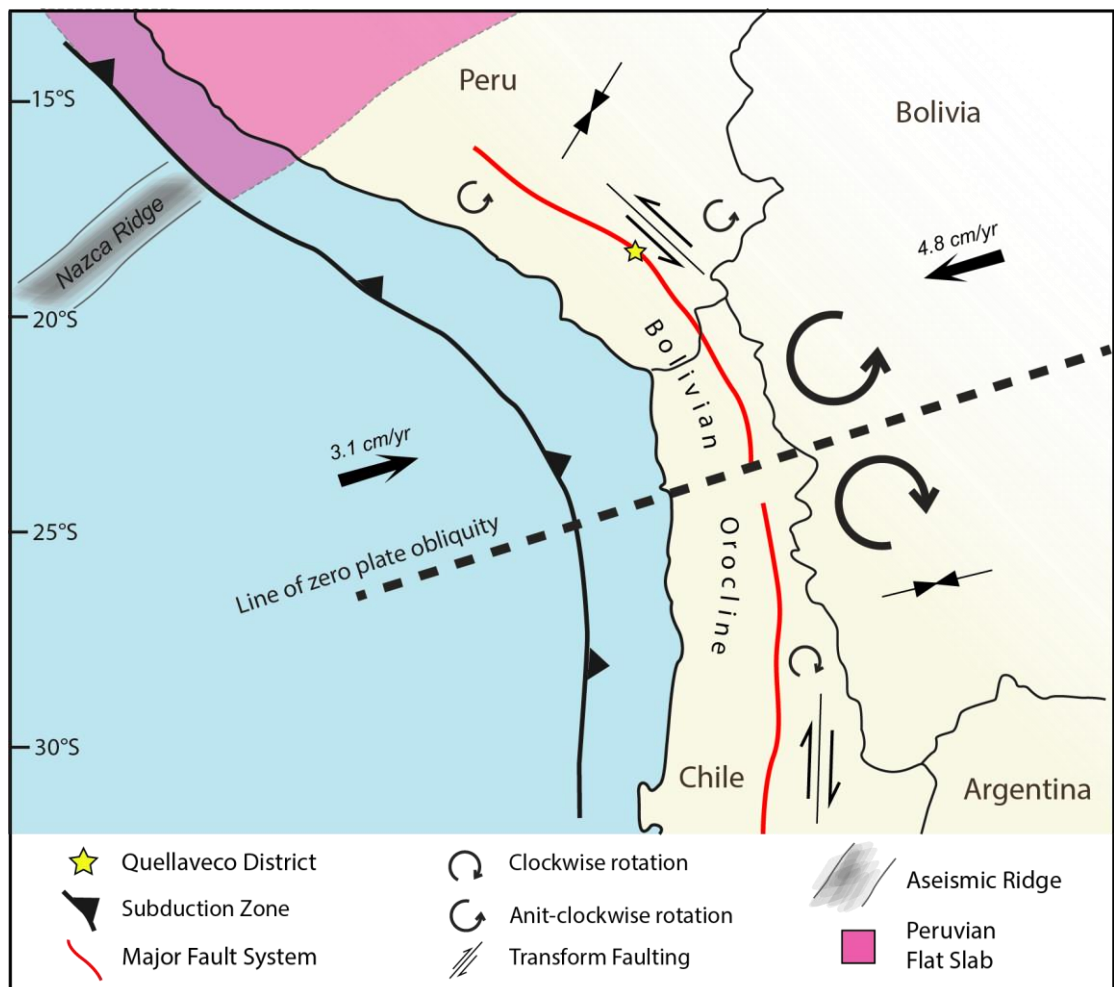 Peru
15°S
Bolivia
Nazca Ridge
4.8 cm/yr
20°S
Bolivian
3.1 cm/yr
25°S
Line of zero plate obliquity
Orocline
30°S
Chile
Argentina
Quellaveco District
Clockwise rotation
Aseismic Ridge
Subduction Zone
Anit-clockwise rotation
Peruvian
Flat Slab
Major Fault System
Transform Faulting